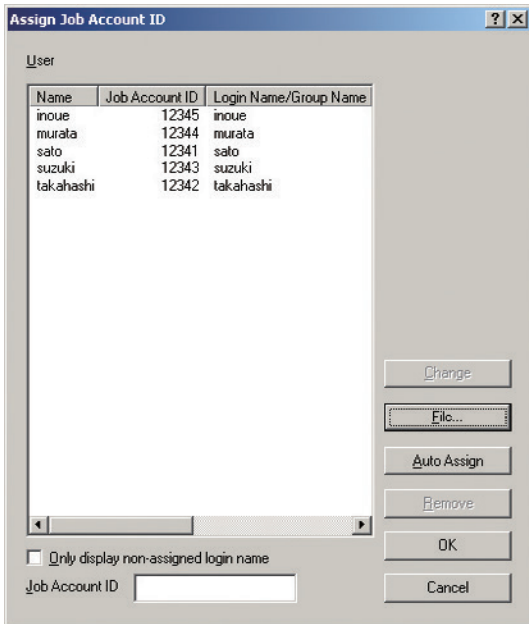 Assign Job Account ID
User
Name Job Account ID Login Name/Group Name
inoue 12345 inoue
murata 12344 murata
sato 12341 sato
suzuki 12343 suzuki
takahashi 12342 takahashi
Change
File...
Auto Assign
Remove
OK
Only display non-assigned login name
Job Account ID
Cancel